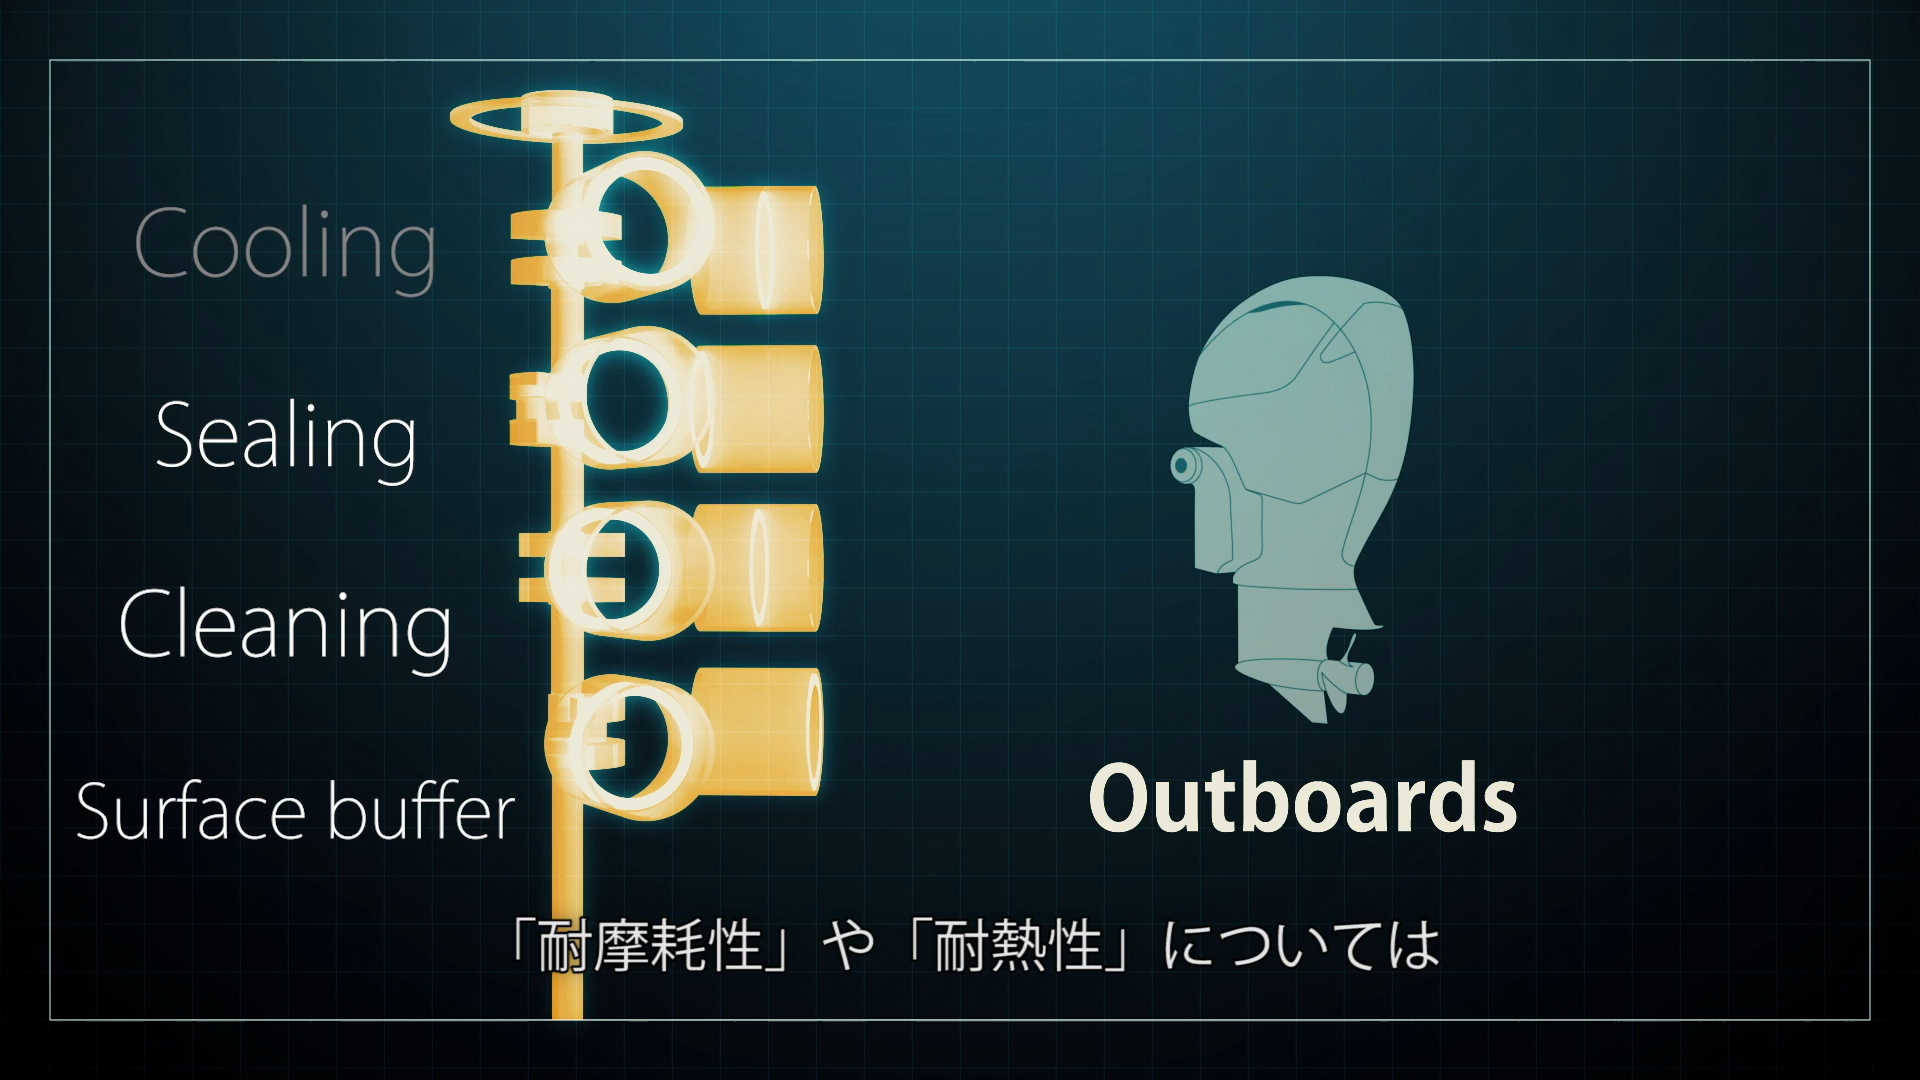 Cooling
Sealing
Cleaning
Surface buffer
Outboards
「耐摩耗性」や「耐熱性」については